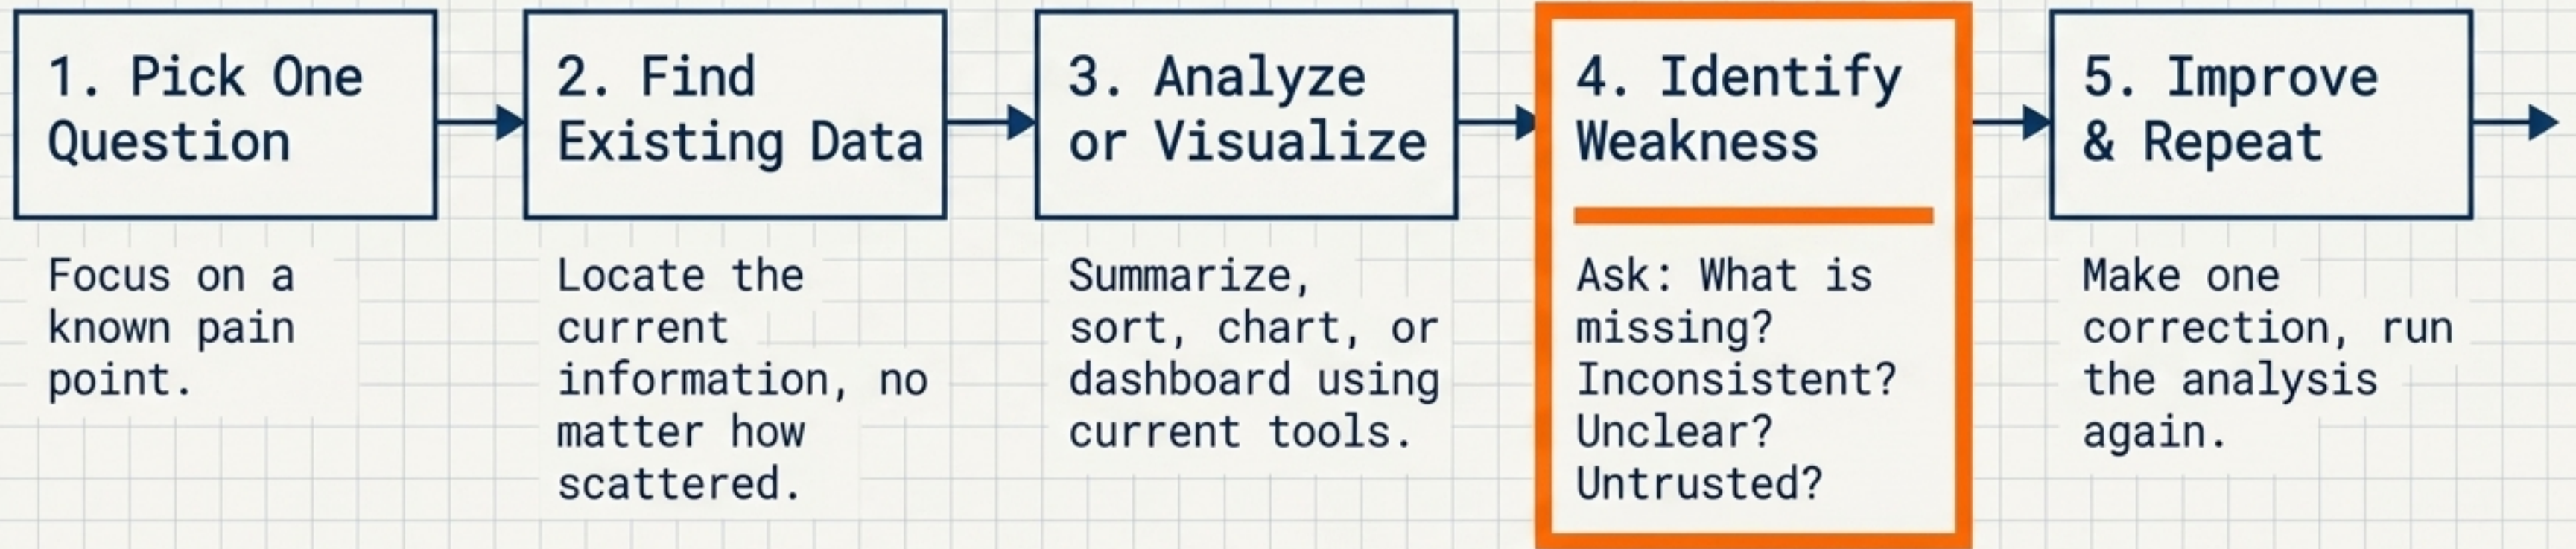 1. Pick One
Question
Focus on a
known pain
point.
2. Find
Existing Data
Locate the
current
information, no
matter how
scattered.
3. Analyze
or Visualize
Summarize,
sort, chart, or
dashboard using
current tools.
4. Identify
Weakness
Ask: What is
missing?
Inconsistent?
Unclear?
Untrusted?
5. Improve
& Repeat
Make one
correction, run
the analysis
again.